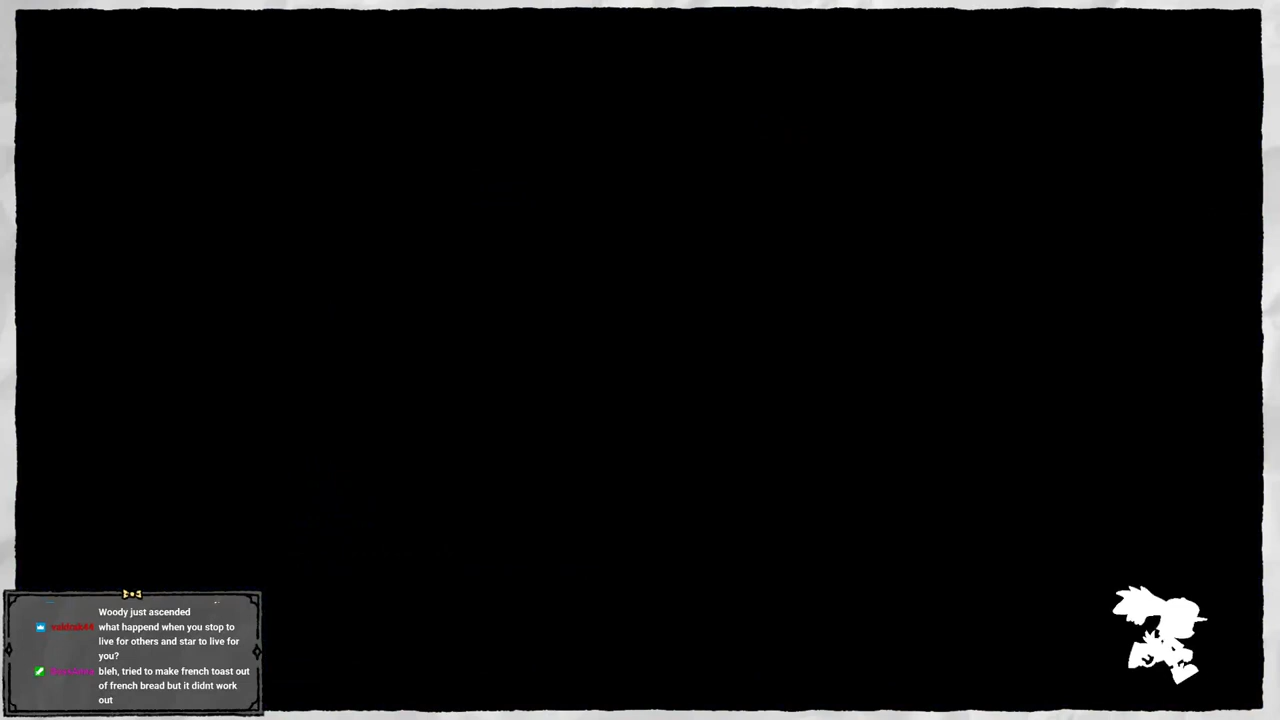 Woody just ascended
what happend when you stop to
live for others and star to live for
you?
bleh, tried to make french toast out
of french bread but it didnt work
out